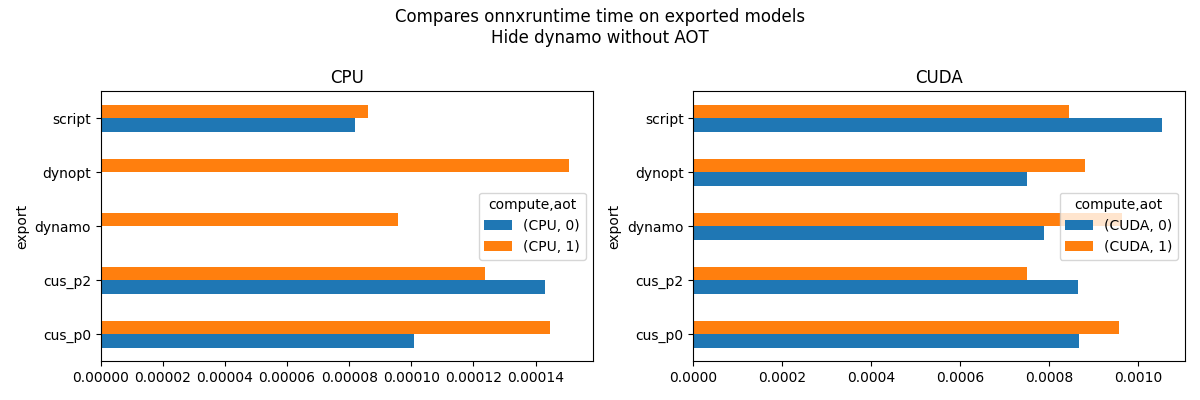 Compares onnxruntime time on exported models
Hide dynamo without AOT
CPU
export
script
dynopt
dynamo
cus_p2
cus_p0
compute,aot
(CPU, 0)
(CPU, 1)
0.00000 0.00002 0.00004 0.00006 0.00008 0.00010 0.00012 0.00014
CUDA
export
script
dynopt
dynamo
cus_p2
cus_p0
compute,aot
(CUDA, 0)
(CUDA, 1)
0.0000 0.0002 0.0004 0.0006 0.0008 0.0010